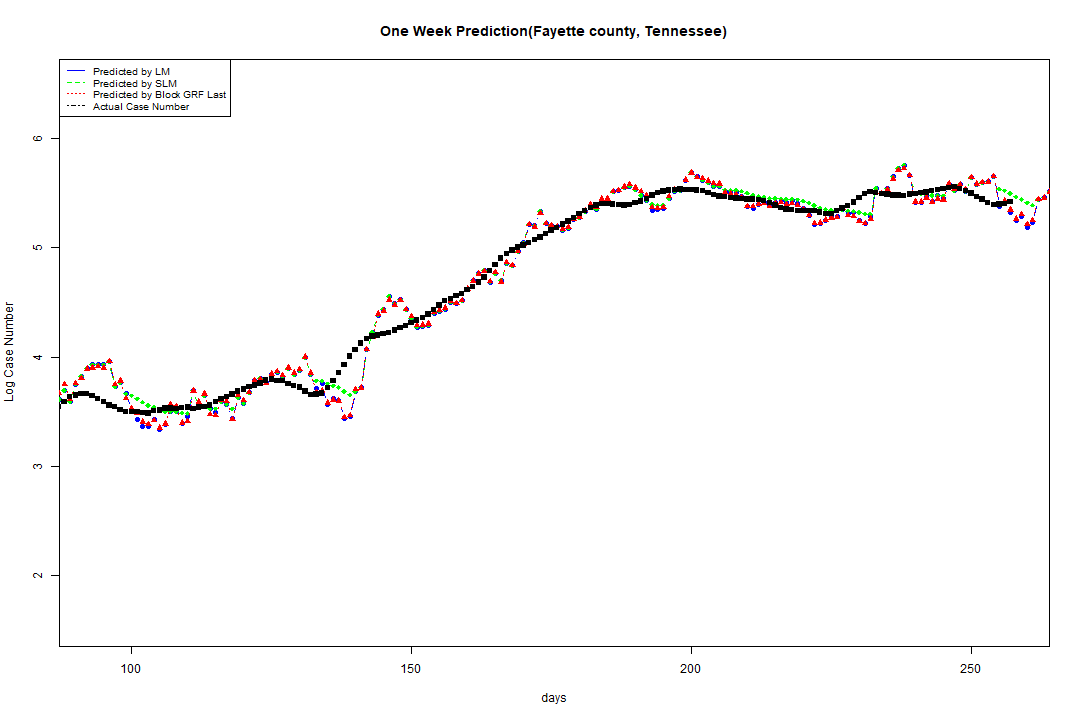 One Week Prediction(Fayette county, Tennessee)
Predicted by LM
Predicted by SLM
Predicted by Block GRF Last
Actual Case Number
6
5
4
3
2
Log Case Number
100 150 200 250
days